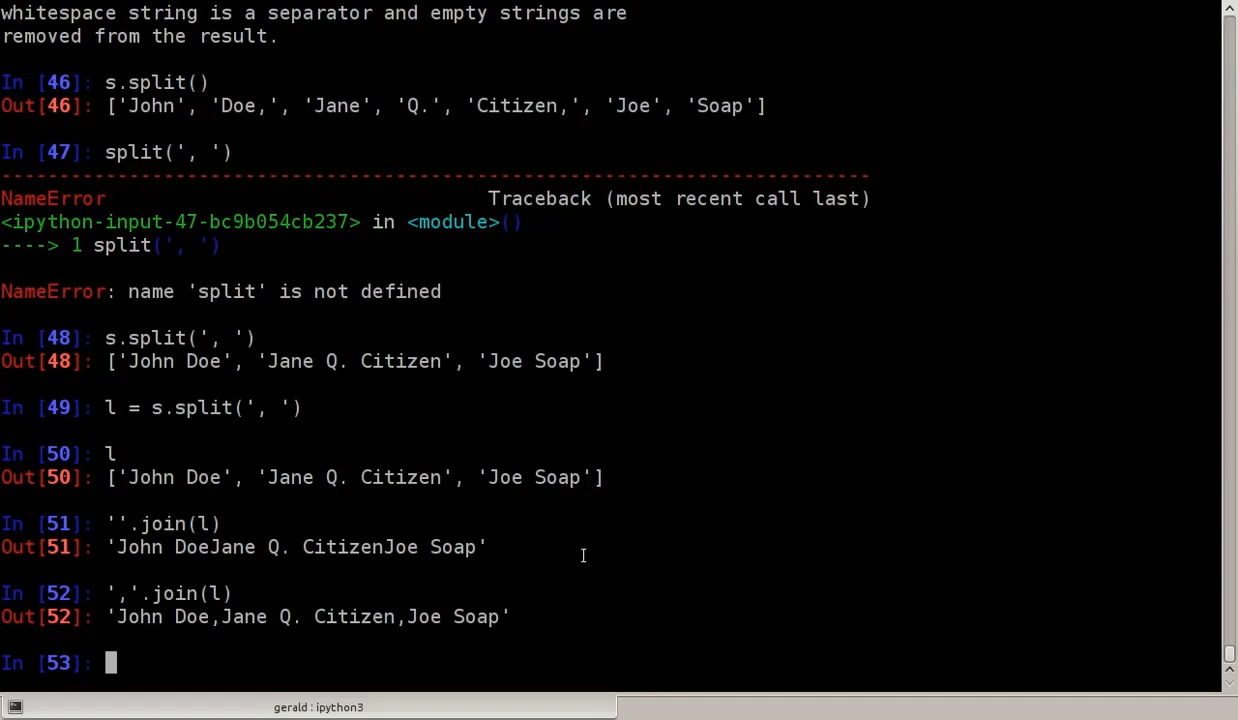 whitespace string is a separator and empty strings are
removed from the result.
In [46]: s.split()
Out[46]: ['John', 'Doe,', 'Jane', 'Q.', 'Citizen,', 'Joe', 'Soap']
In [47]: split(', ')
---------------------------------------------------------------------------
NameError                                 Traceback (most recent call last)
<ipython-input-47-bc9b054cb237> in <module>()
----> 1 split(', ')
NameError: name 'split' is not defined
In [48]: s.split(', ')
Out[48]: ['John Doe', 'Jane Q. Citizen', 'Joe Soap']
In [49]: l = s.split(', ')
In [50]: l
Out[50]: ['John Doe', 'Jane Q. Citizen', 'Joe Soap']
In [51]: ''.join(l)
Out[51]: 'John DoeJane Q. CitizenJoe Soap'
In [52]: ','.join(l)
Out[52]: 'John Doe,Jane Q. Citizen,Joe Soap'
In [53]:
gerald : ipython3